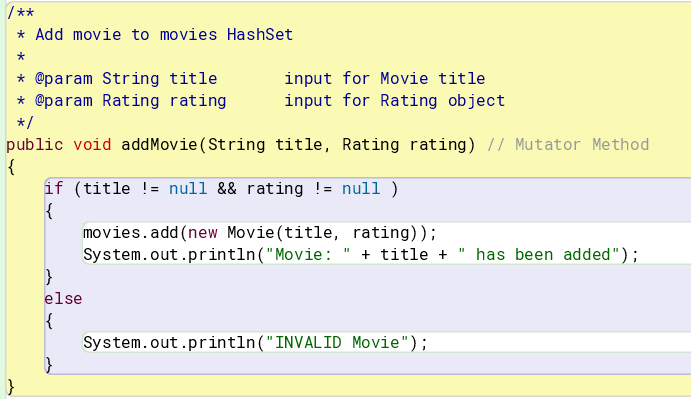 /**
 * Add movie to movies HashSet
 *
 * @param String title       input for Movie title
 * @param Rating rating      input for Rating object
 */
public void addMovie(String title, Rating rating) // Mutator Method
{
    if (title != null && rating != null )
    {
        movies.add(new Movie(title, rating));
        System.out.println("Movie: " + title + " has been added");
    }
    else
    {
        System.out.println("INVALID Movie");
    }
}